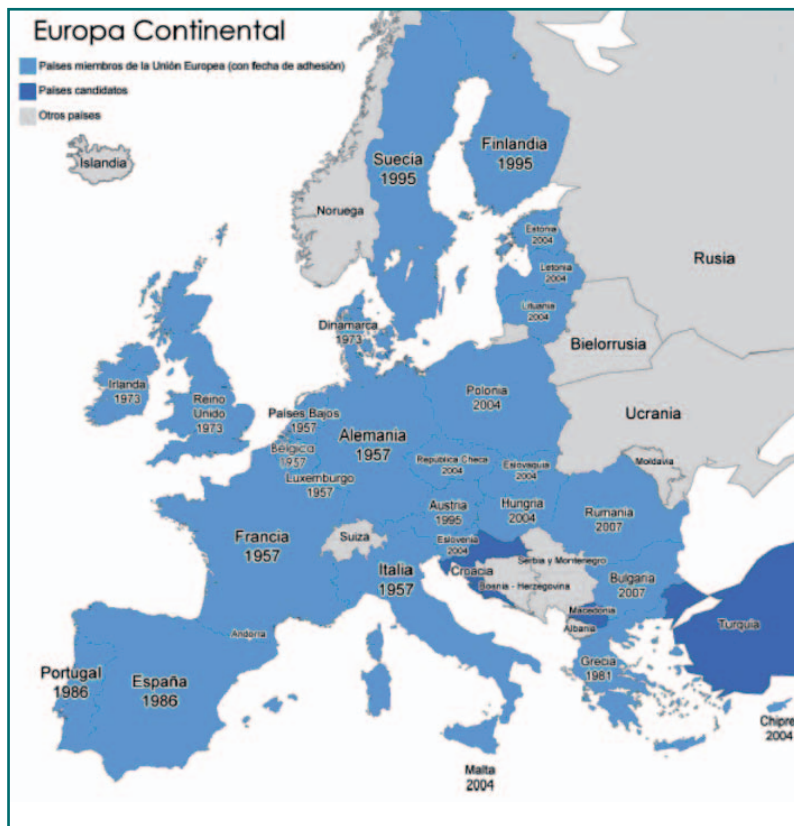 Europa Continental
Países miembros de la Unión Europea (con fecha de adhesión)
Países candidatos
Otros países
Islandia
Suecia
1995
Finlandia
1995
Noruega
Estonia
2004
Letonia
2004
Lituania
2004
Rusia
Dinamarca
1973
Bielorrusia
Irlanda
1973
Reino
Unido
1973
Países Bajos
1957
Polonia
2004
Ucrania
Alemania
1957
Bélgica
1957
Luxemburgo
1957
República Checa
2004
Eslovaquia
2004
Moldavia
Austria
1995
Hungria
2004
Rumania
2007
Francia
1957
Suiza
Eslovenia
2004
Croacia
Serbia y Montenegro
Italia
1957
Bosnia - Herzegovina
Bulgaria
2007
Andorra
Macedonia
Albania
Turquia
Portugal
1986
España
1986
Grecia
1981
Chipre
2004
Malta
2004